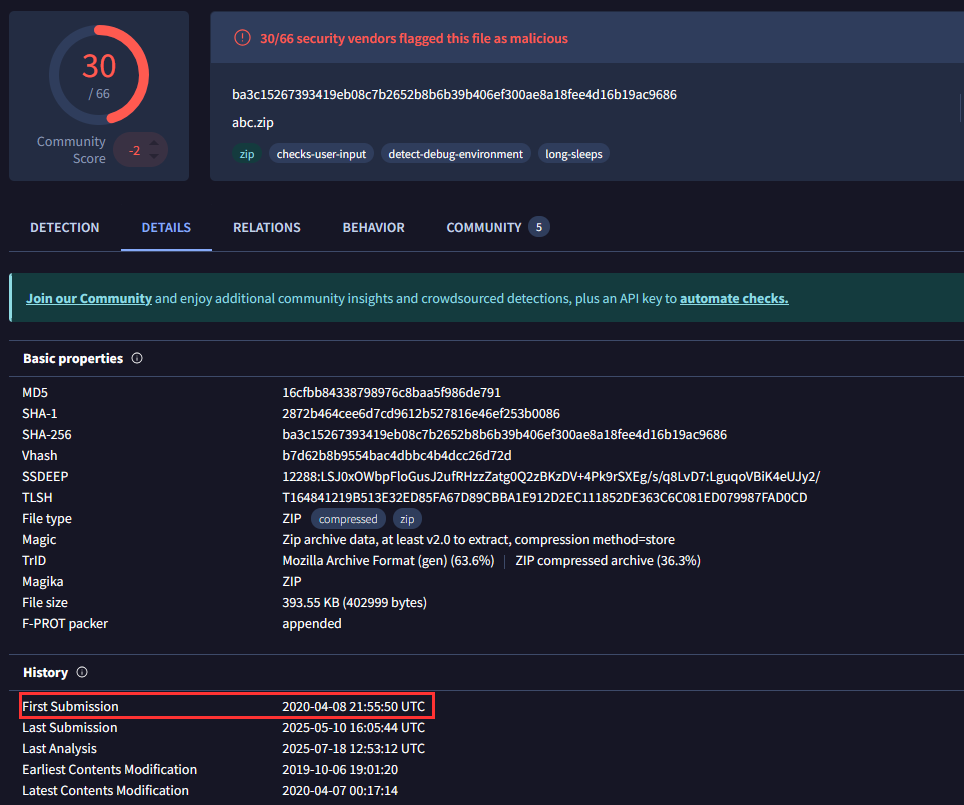 30
/ 66
Community
Score
-2
30/66 security vendors flagged this file as malicious
ba3c15267393419eb08c7b2652b8b6b39b406ef300ae8a18fee4d16b19ac9686
abc.zip
zip checks-user-input detect-debug-environment long-sleeps
DETECTION DETAILS RELATIONS BEHAVIOR COMMUNITY 5
Join our Community and enjoy additional community insights and crowdsourced detections, plus an API key to automate checks.
Basic properties
MD5 16cfbb84338798976c8baa5f986de791
SHA-1 2872b464cee6d7cd9612b527816e46ef253b0086
SHA-256 ba3c15267393419eb08c7b2652b8b6b39b406ef300ae8a18fee4d16b19ac9686
Vhash b7d62b8b9554bac4dbbc4b4dcc26d72d
SSDEEP 12288:LSJ0xOWbpFloGusJ2ufRHzzZatg0Q2zBKzDV+4Pk9rSXEg/s/q8LvD7:LguqoVBiK4eUJy2/
TLSH T164841219B513E32ED85FA67D89CBBA1E912D2EC111852DE363C6C081ED079987FAD0CD
File type ZIP compressed zip
Magic Zip archive data, at least v2.0 to extract, compression method=store
TrID Mozilla Archive Format (gen) (63.6%) | ZIP compressed archive (36.3%)
Magika ZIP
File size 393.55 KB (402999 bytes)
F-PROT packer appended
History
First Submission 2020-04-08 21:55:50 UTC
Last Submission 2025-05-10 16:05:44 UTC
Last Analysis 2025-07-18 12:53:12 UTC
Earliest Contents Modification 2019-10-06 19:01:20
Latest Contents Modification 2020-04-07 00:17:14